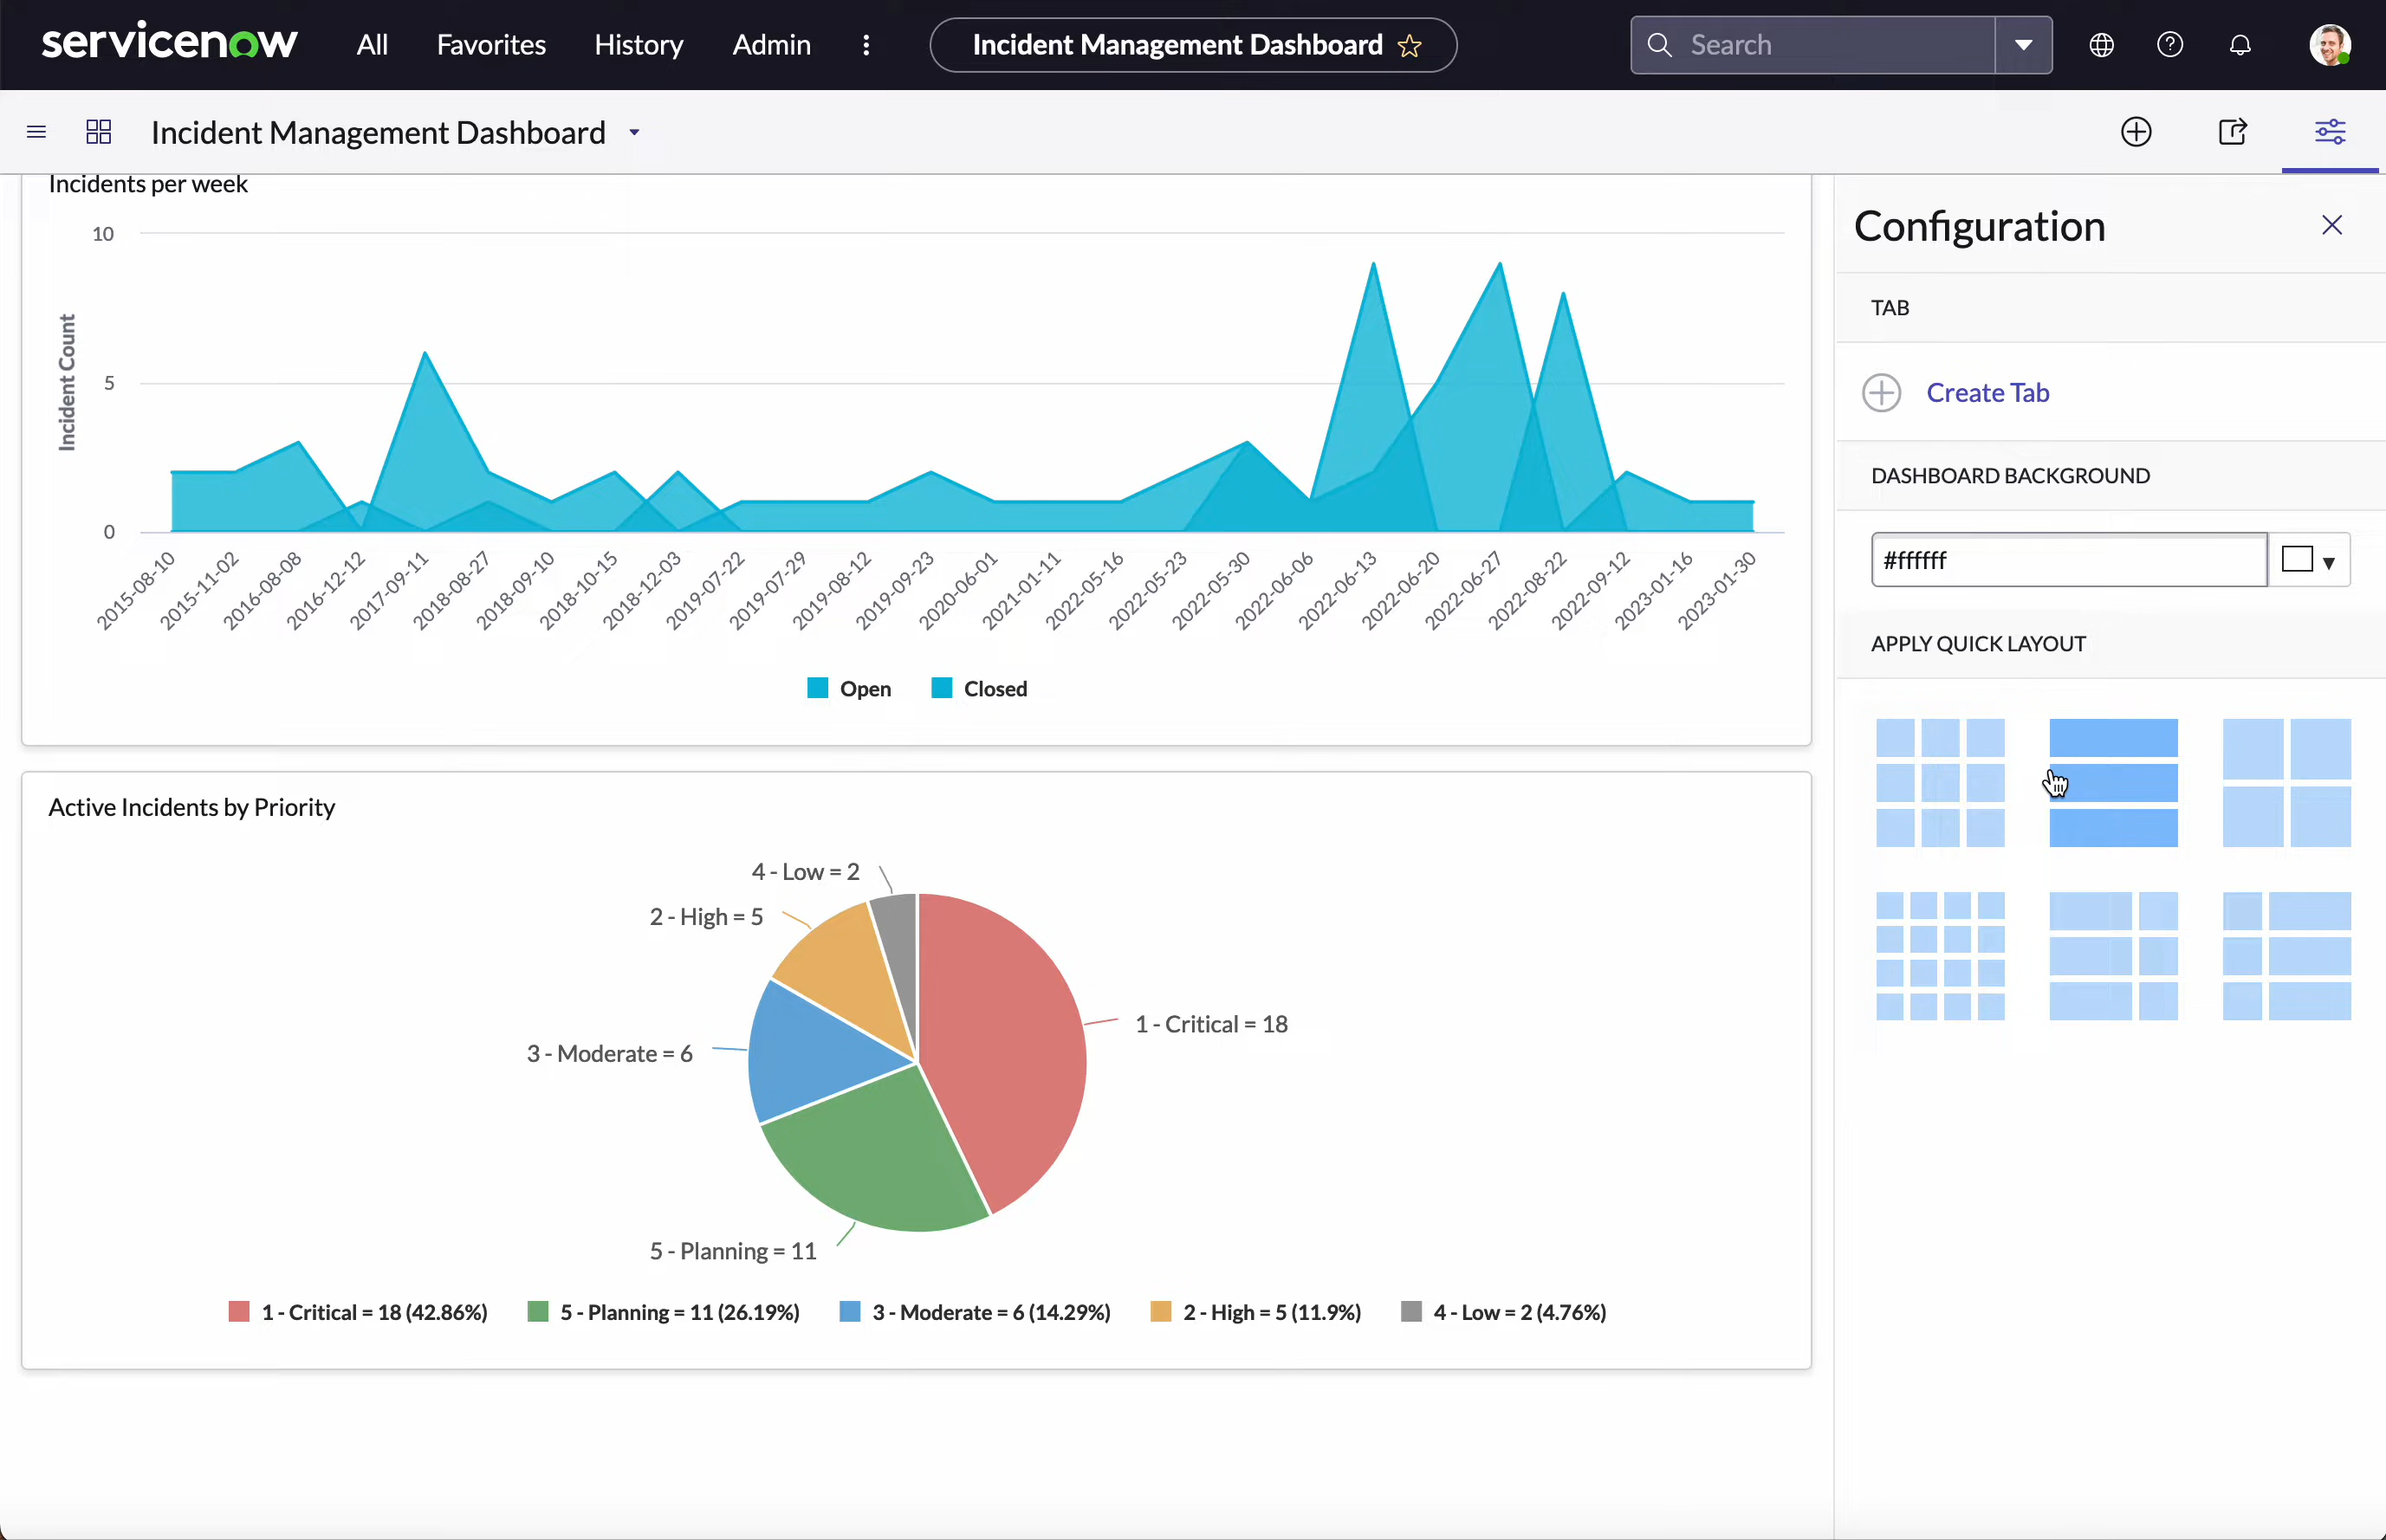 servicenow All Favorites History Admin Incident Management Dashboard Search
Incident Management Dashboard
Incidents per week
10
5
0
Incident Count
2015-08-10 2015-11-02 2016-08-08 2016-12-12 2017-09-11 2018-08-27 2018-09-10 2018-10-15 2018-12-03 2019-07-22 2019-07-29 2019-08-12 2019-09-23 2020-06-01 2021-01-11 2022-05-16 2022-05-23 2022-05-30 2022-06-06 2022-06-13 2022-06-20 2022-06-27 2022-08-22 2022-09-12 2023-01-16 2023-01-30
Open Closed
Active Incidents by Priority
4 - Low = 2
2 - High = 5
1 - Critical = 18
3 - Moderate = 6
5 - Planning = 11
1 - Critical = 18 (42.86%) 5 - Planning = 11 (26.19%) 3 - Moderate = 6 (14.29%) 2 - High = 5 (11.9%) 4 - Low = 2 (4.76%)
Configuration
TAB
Create Tab
DASHBOARD BACKGROUND
#ffffff
APPLY QUICK LAYOUT